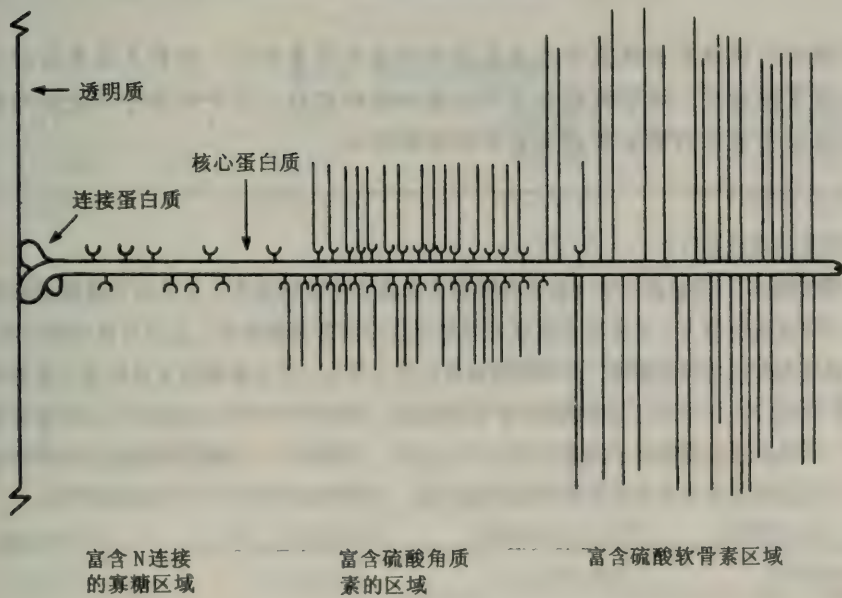 透明质
核心蛋白质
连接蛋白质
富含N连接
的寡糖区域
富含硫酸角质
素的区域
富含硫酸软骨素区域